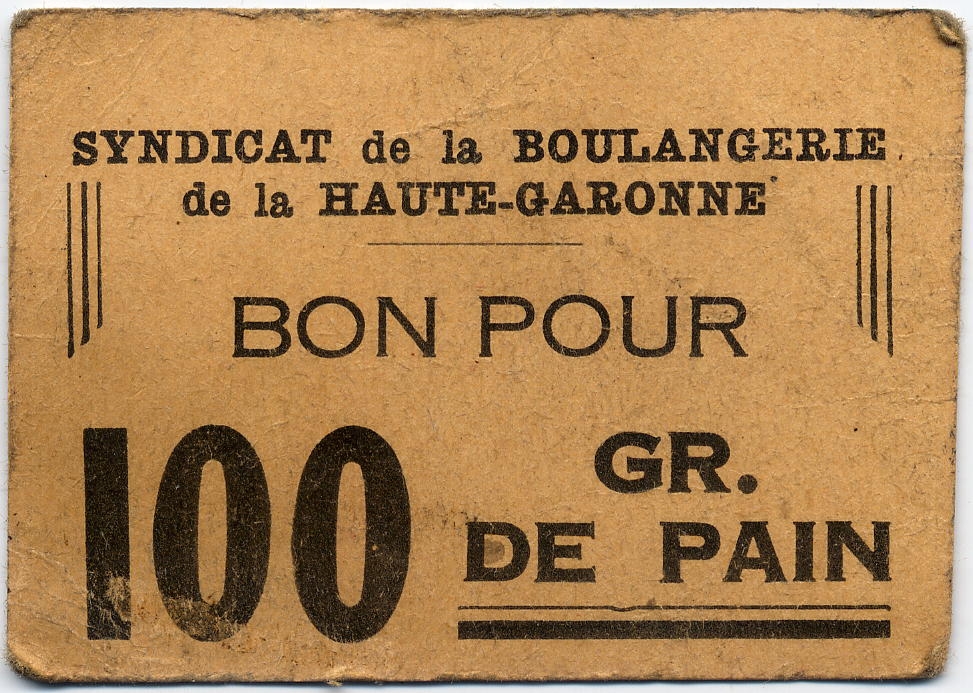 SYNDICAT de la BOULANGERIE
de la HAUTE-GARONNE
BON POUR
100 GR.
DE PAIN